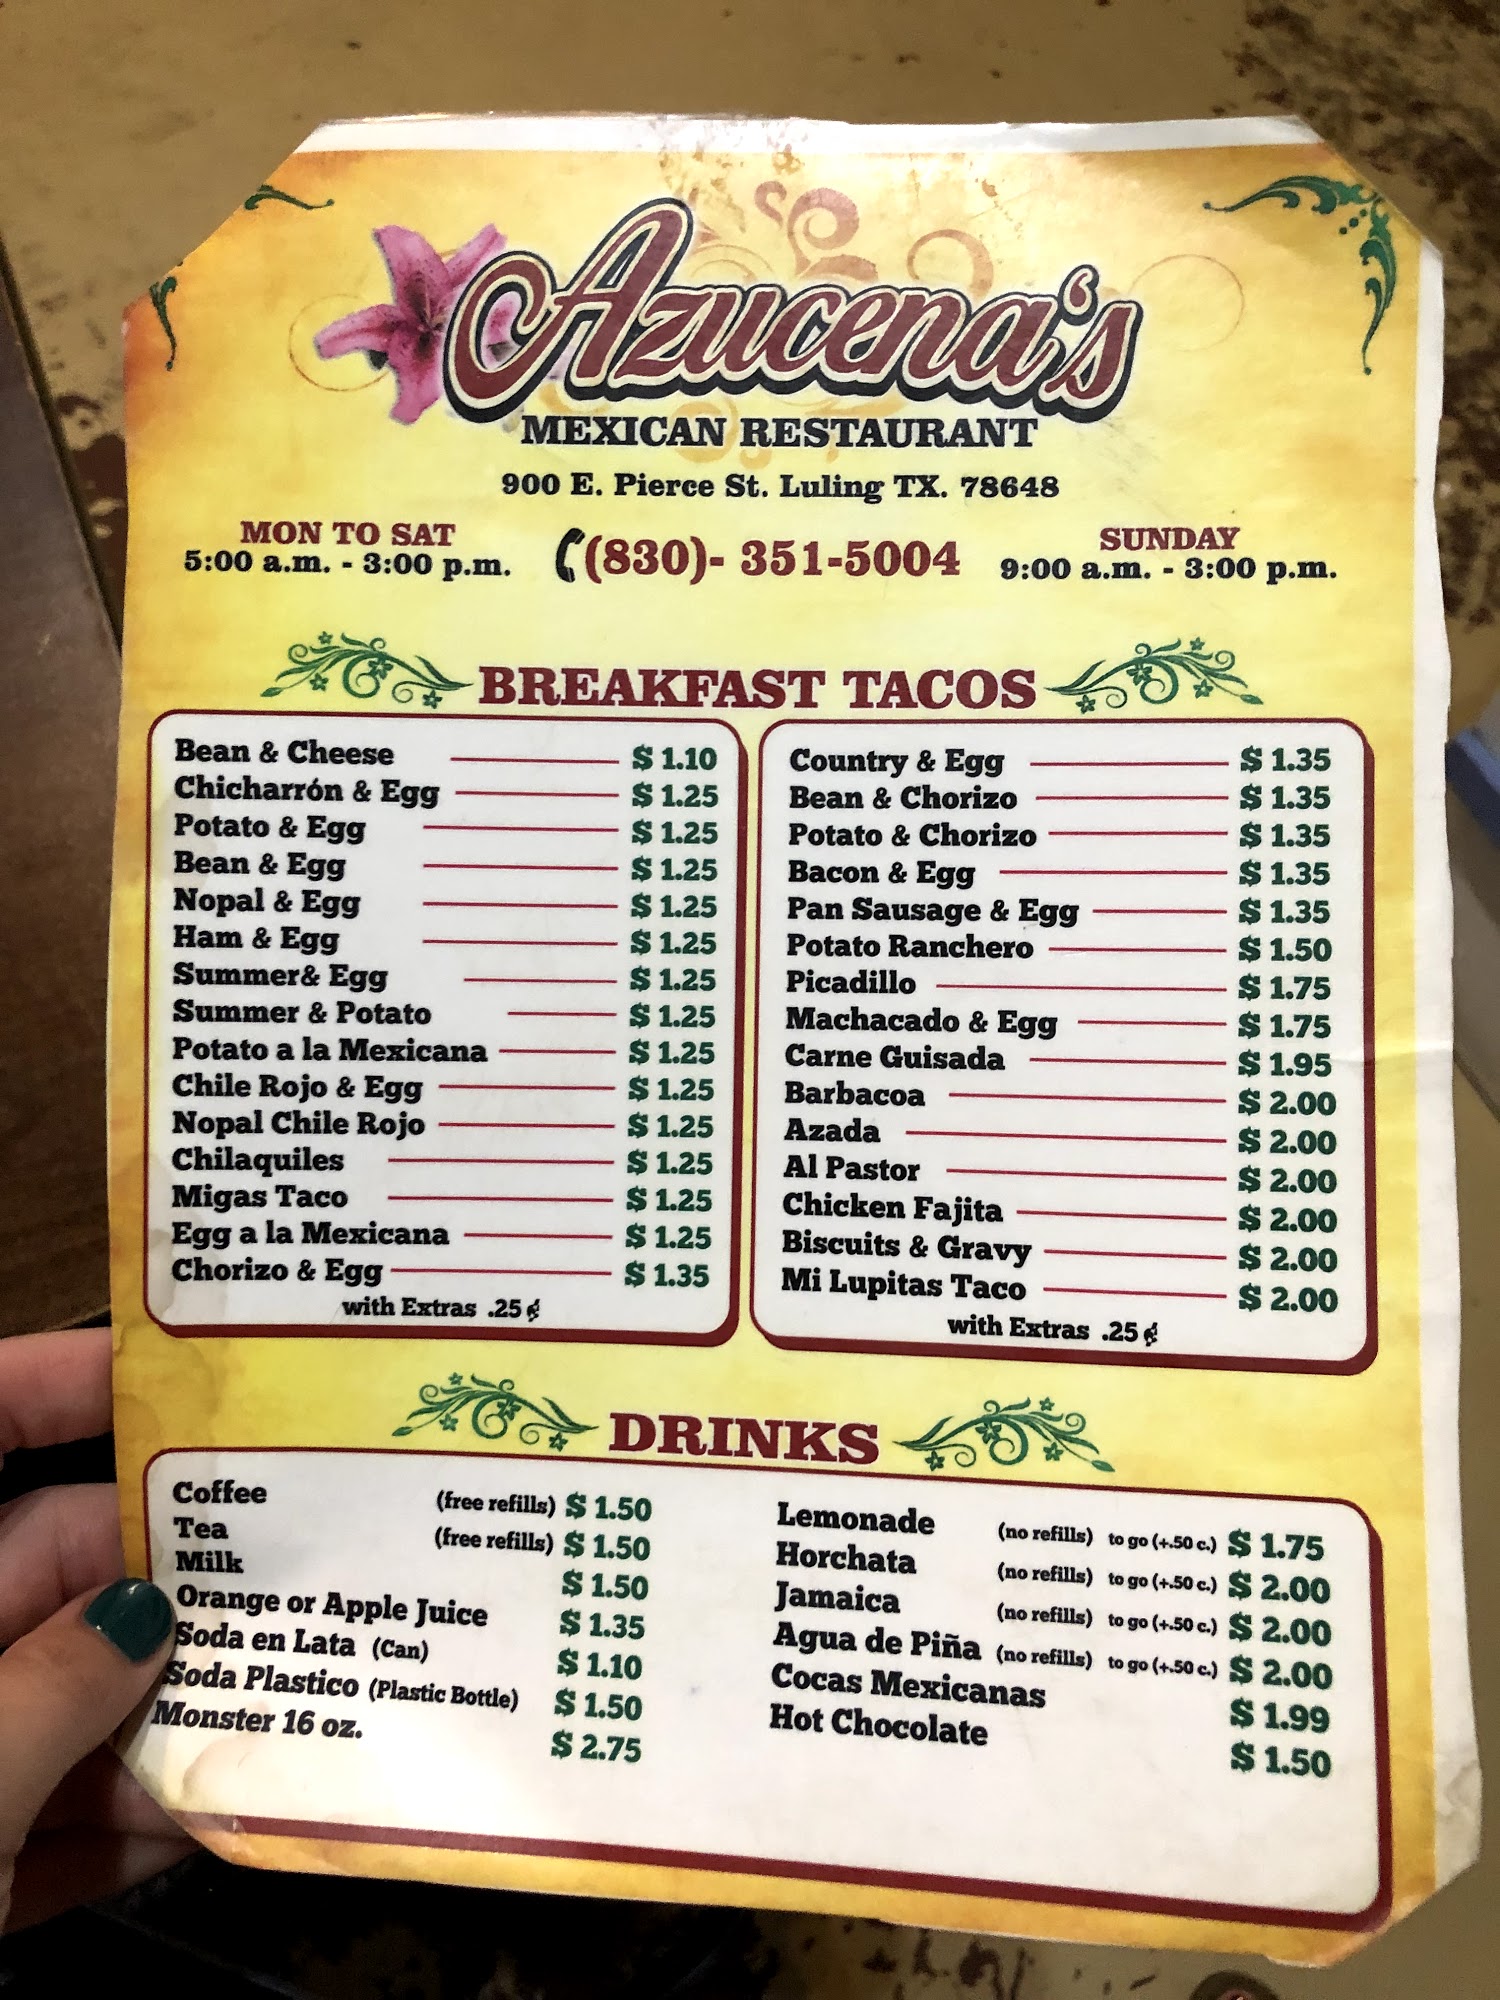 Azucena's
MEXICAN RESTAURANT
900 E. Pierce St. Luling TX. 78648
MON TO SAT
5:00 a.m. - 3:00 p.m.
(830)- 351-5004
SUNDAY
9:00 a.m. - 3:00 p.m.
BREAKFAST TACOS
Bean & Cheese $ 1.10
Chicharrón & Egg $ 1.25
Potato & Egg $ 1.25
Bean & Egg $ 1.25
Nopal & Egg $ 1.25
Ham & Egg $ 1.25
Summer& Egg $ 1.25
Summer & Potato $ 1.25
Potato a la Mexicana $ 1.25
Chile Rojo & Egg $ 1.25
Nopal Chile Rojo $ 1.25
Chilaquiles $ 1.25
Migas Taco $ 1.25
Egg a la Mexicana $ 1.25
Chorizo & Egg $ 1.35
with Extras .25 ¢
Country & Egg $ 1.35
Bean & Chorizo $ 1.35
Potato & Chorizo $ 1.35
Bacon & Egg $ 1.35
Pan Sausage & Egg $ 1.35
Potato Ranchero $ 1.50
Picadillo $ 1.75
Machacado & Egg $ 1.75
Carne Guisada $ 1.95
Barbacoa $ 2.00
Azada $ 2.00
Al Pastor $ 2.00
Chicken Fajita $ 2.00
Biscuits & Gravy $ 2.00
Mi Lupitas Taco $ 2.00
with Extras .25 ¢
DRINKS
Coffee (free refills) $ 1.50
Tea (free refills) $ 1.50
Milk $ 1.50
Orange or Apple Juice $ 1.35
Soda en Lata (Can) $ 1.10
Soda Plastico (Plastic Bottle) $ 1.50
Monster 16 oz. $ 2.75
Lemonade (no refills) to go (+.50 c.) $ 1.75
Horchata (no refills) to go (+.50 c.) $ 2.00
Jamaica (no refills) to go (+.50 c.) $ 2.00
Agua de Piña (no refills) to go (+.50 c.) $ 2.00
Cocas Mexicanas $ 1.99
Hot Chocolate $ 1.50